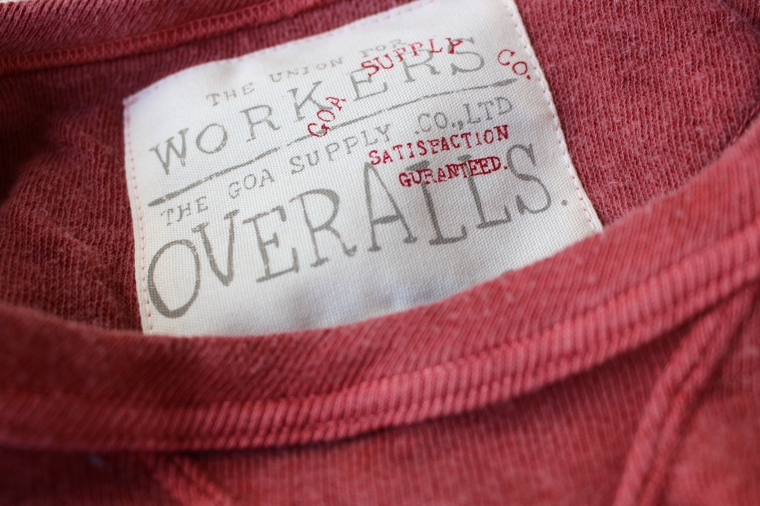 THE UNION FOR
WORKERS
THE GOA SUPPLY .CO.,LTD
OVERALLS.
GOA SUPPLY CO.
SATISFACTION
GURANTEED.